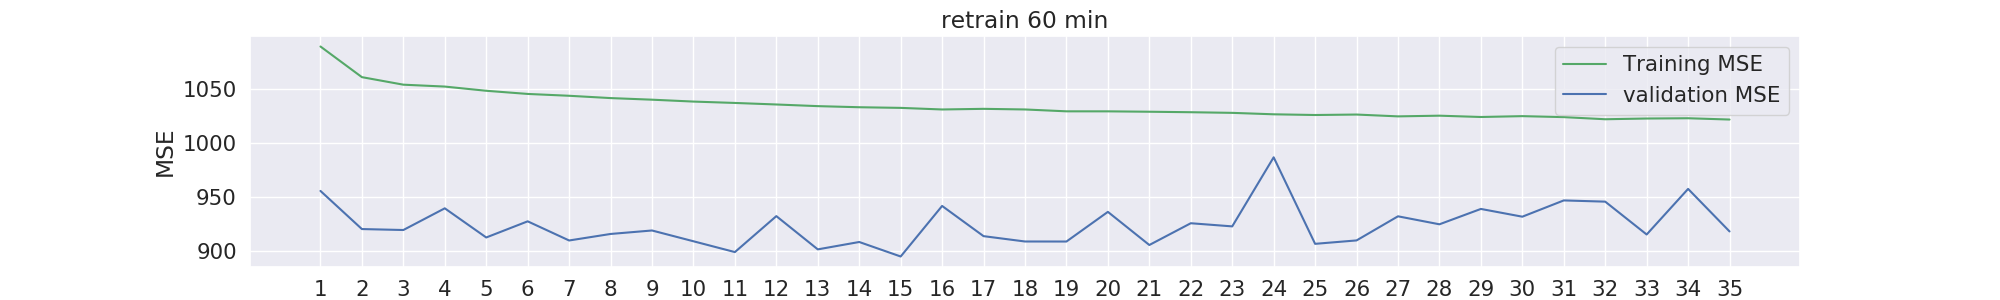 retrain 60 min
Training MSE
validation MSE
MSE
1050
1000
950
900
1 2 3 4 5 6 7 8 9 10 11 12 13 14 15 16 17 18 19 20 21 22 23 24 25 26 27 28 29 30 31 32 33 34 35